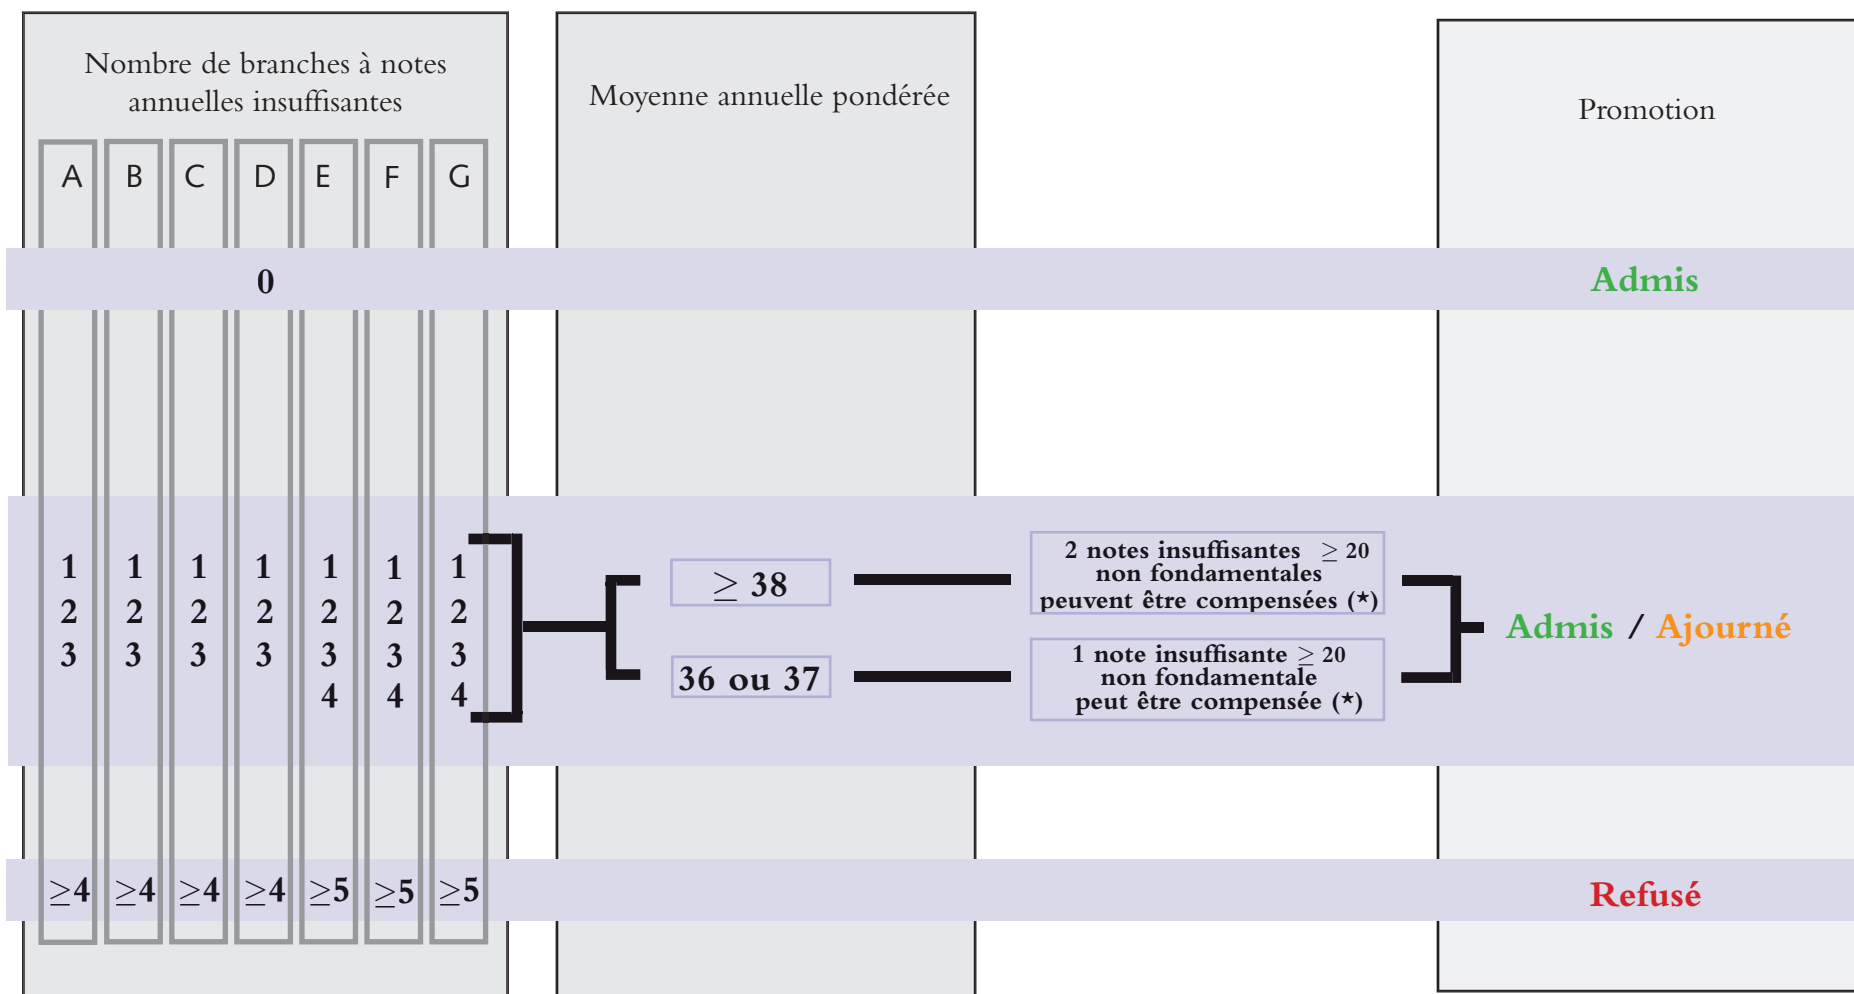 Nombre de branches à notes
annuelles insuffisantes
Moyenne annuelle pondérée
Promotion
A B C D E F G
0
Admis
1 1 1 1 1 1 1
2 2 2 2 2 2 2
3 3 3 3 3 3 3
4 4 4
≥ 38
2 notes insuffisantes ≥ 20
non fondamentales
peuvent être compensées (★)
36 ou 37
1 note insuffisante ≥ 20
non fondamentale
peut être compensée (★)
Admis / Ajourné
≥4 ≥4 ≥4 ≥4 ≥5 ≥5 ≥5
Refusé